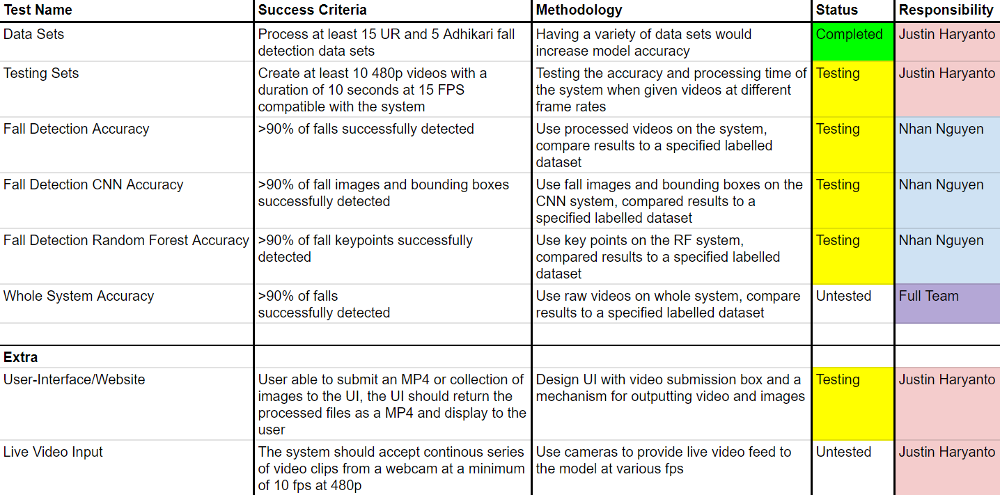 Test Name Success Criteria Methodology Status Responsibility
Data Sets Process at least 15 UR and 5 Adhikari fall Having a variety of data sets would Completed Justin Haryanto
detection data sets increase model accuracy
Testing Sets Create at least 10 480p videos with a Testing the accuracy and processing time of Testing Justin Haryanto
duration of 10 seconds at 15 FPS the system when given videos at different
compatible with the system frame rates
Fall Detection Accuracy >90% of falls successfully detected Use processed videos on the system, Testing Nhan Nguyen
compare results to a specified labelled
dataset
Fall Detection CNN Accuracy >90% of fall images and bounding boxes Use fall images and bounding boxes on the Testing Nhan Nguyen
successfully detected CNN system, compared results to a
specified labelled dataset
Fall Detection Random Forest Accuracy >90% of fall keypoints successfully Use key points on the RF system, Testing Nhan Nguyen
detected compared results to a specified labelled
dataset
Whole System Accuracy >90% of falls Use raw videos on whole system, compare Untested Full Team
successfully detected results to a specified labelled dataset
Extra
User-Interface/Website User able to submit an MP4 or collection of Design UI with video submission box and a Testing Justin Haryanto
images to the UI, the UI should return the mechanism for outputting video and images
processed files as a MP4 and display to the
user
Live Video Input The system should accept continous series Use cameras to provide live video feed to Untested Justin Haryanto
of video clips from a webcam at a minimum the model at various fps
of 10 fps at 480p